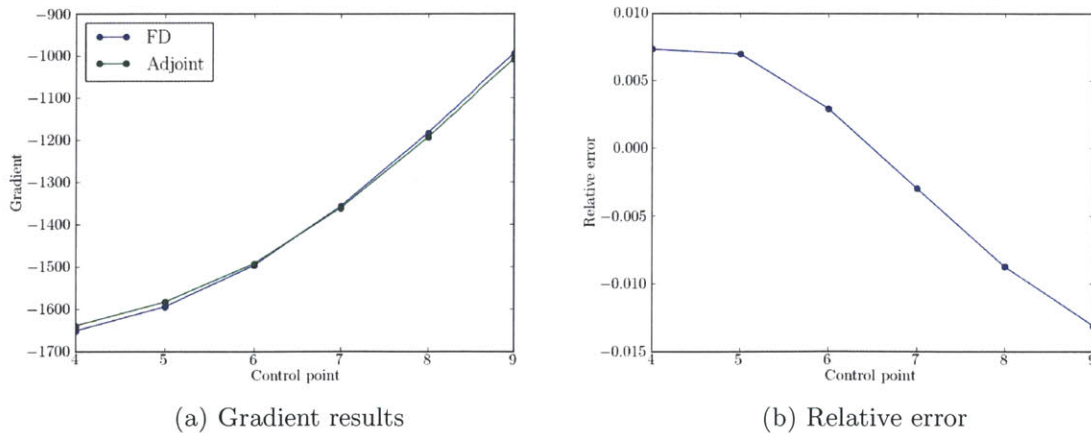 −900
−1000
−1100
−1200
−1300
−1400
−1500
−1600
−1700
Gradient
FD
Adjoint
4 5 6 7 8 9
Control point
(a) Gradient results
0.010
0.005
0.000
−0.005
−0.010
−0.015
Relative error
4 5 6 7 8 9
Control point
(b) Relative error